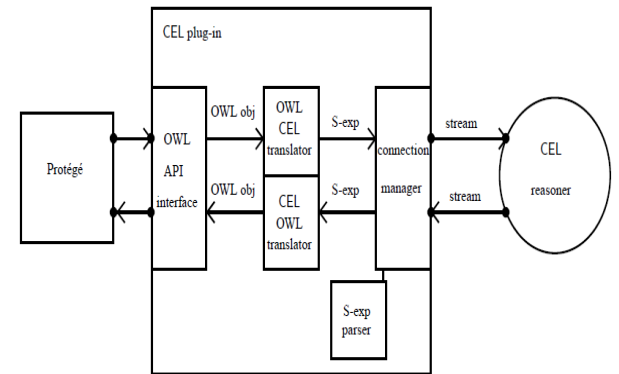 CEL plug-in
Protégé
OWL
API
interface
OWL obj
OWL obj
OWL
CEL
translator
CEL
OWL
translator
S-exp
S-exp
connection
manager
S-exp
parser
stream
stream
CEL
reasoner